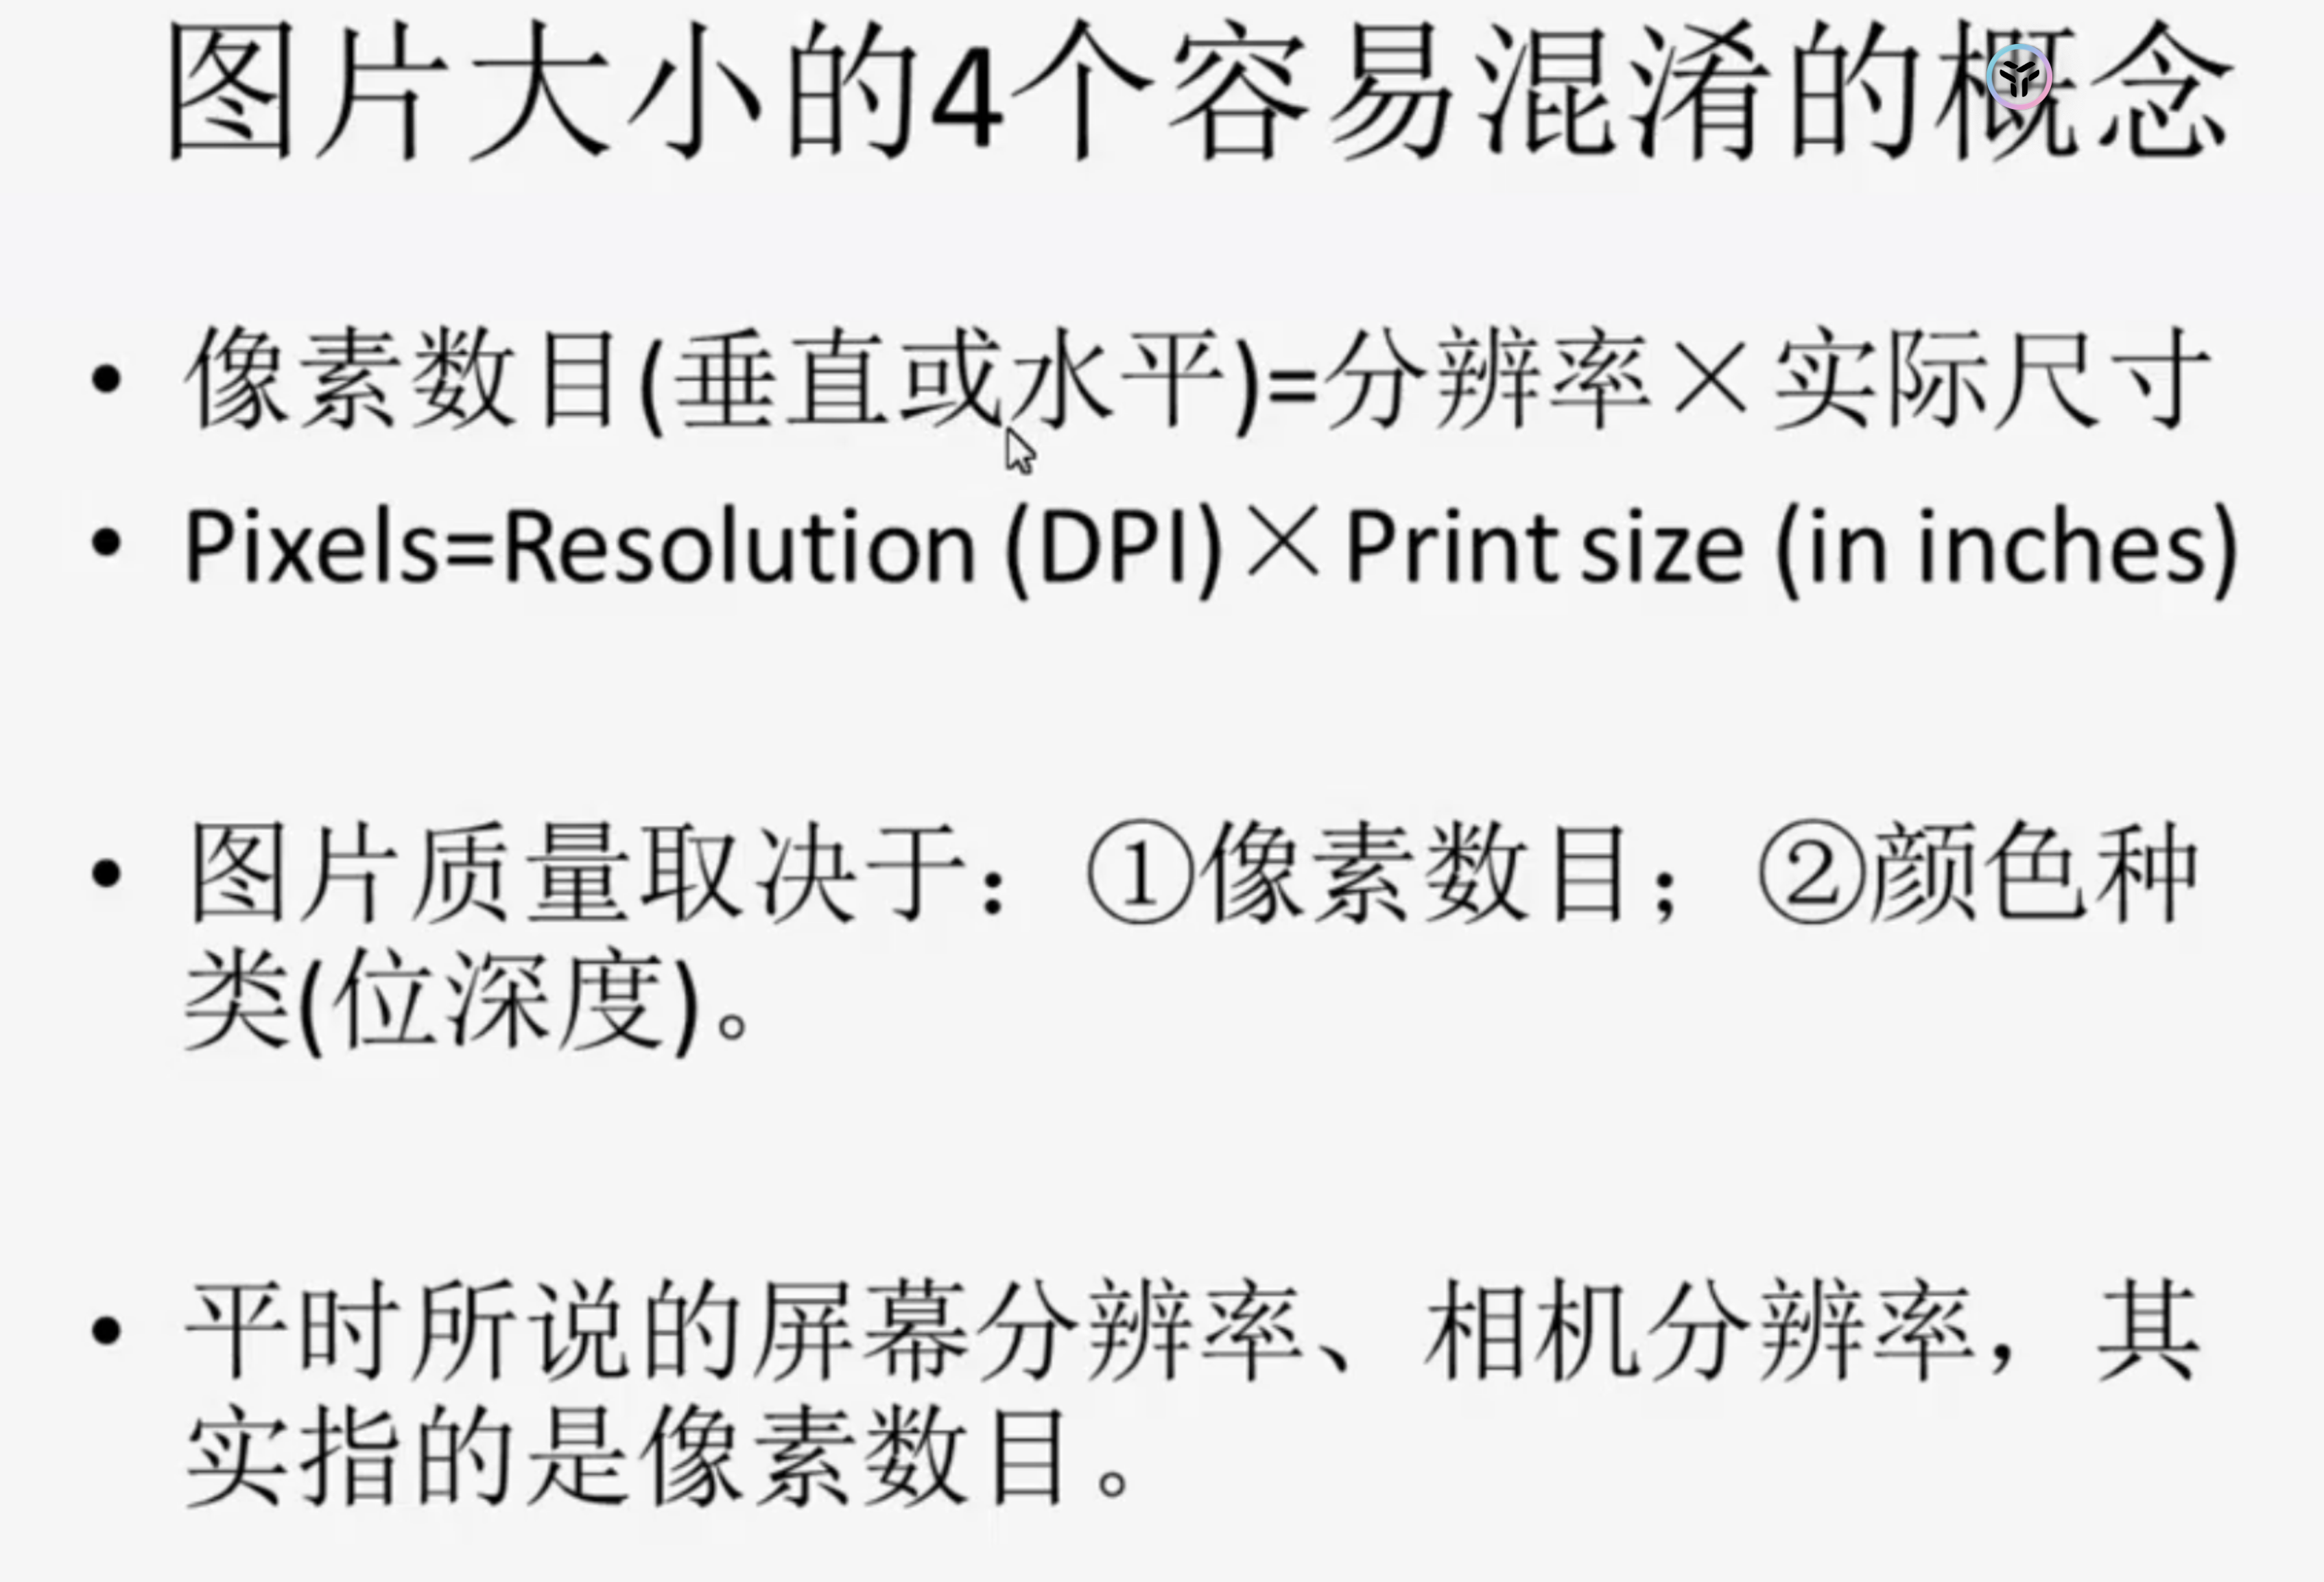 图片大小的4个容易混淆的概念
• 像素数目(垂直或水平)=分辨率×实际尺寸
• Pixels=Resolution (DPI)×Print size (in inches)
• 图片质量取决于：①像素数目；②颜色种
类(位深度)。
• 平时所说的屏幕分辨率、相机分辨率，其
实指的是像素数目。